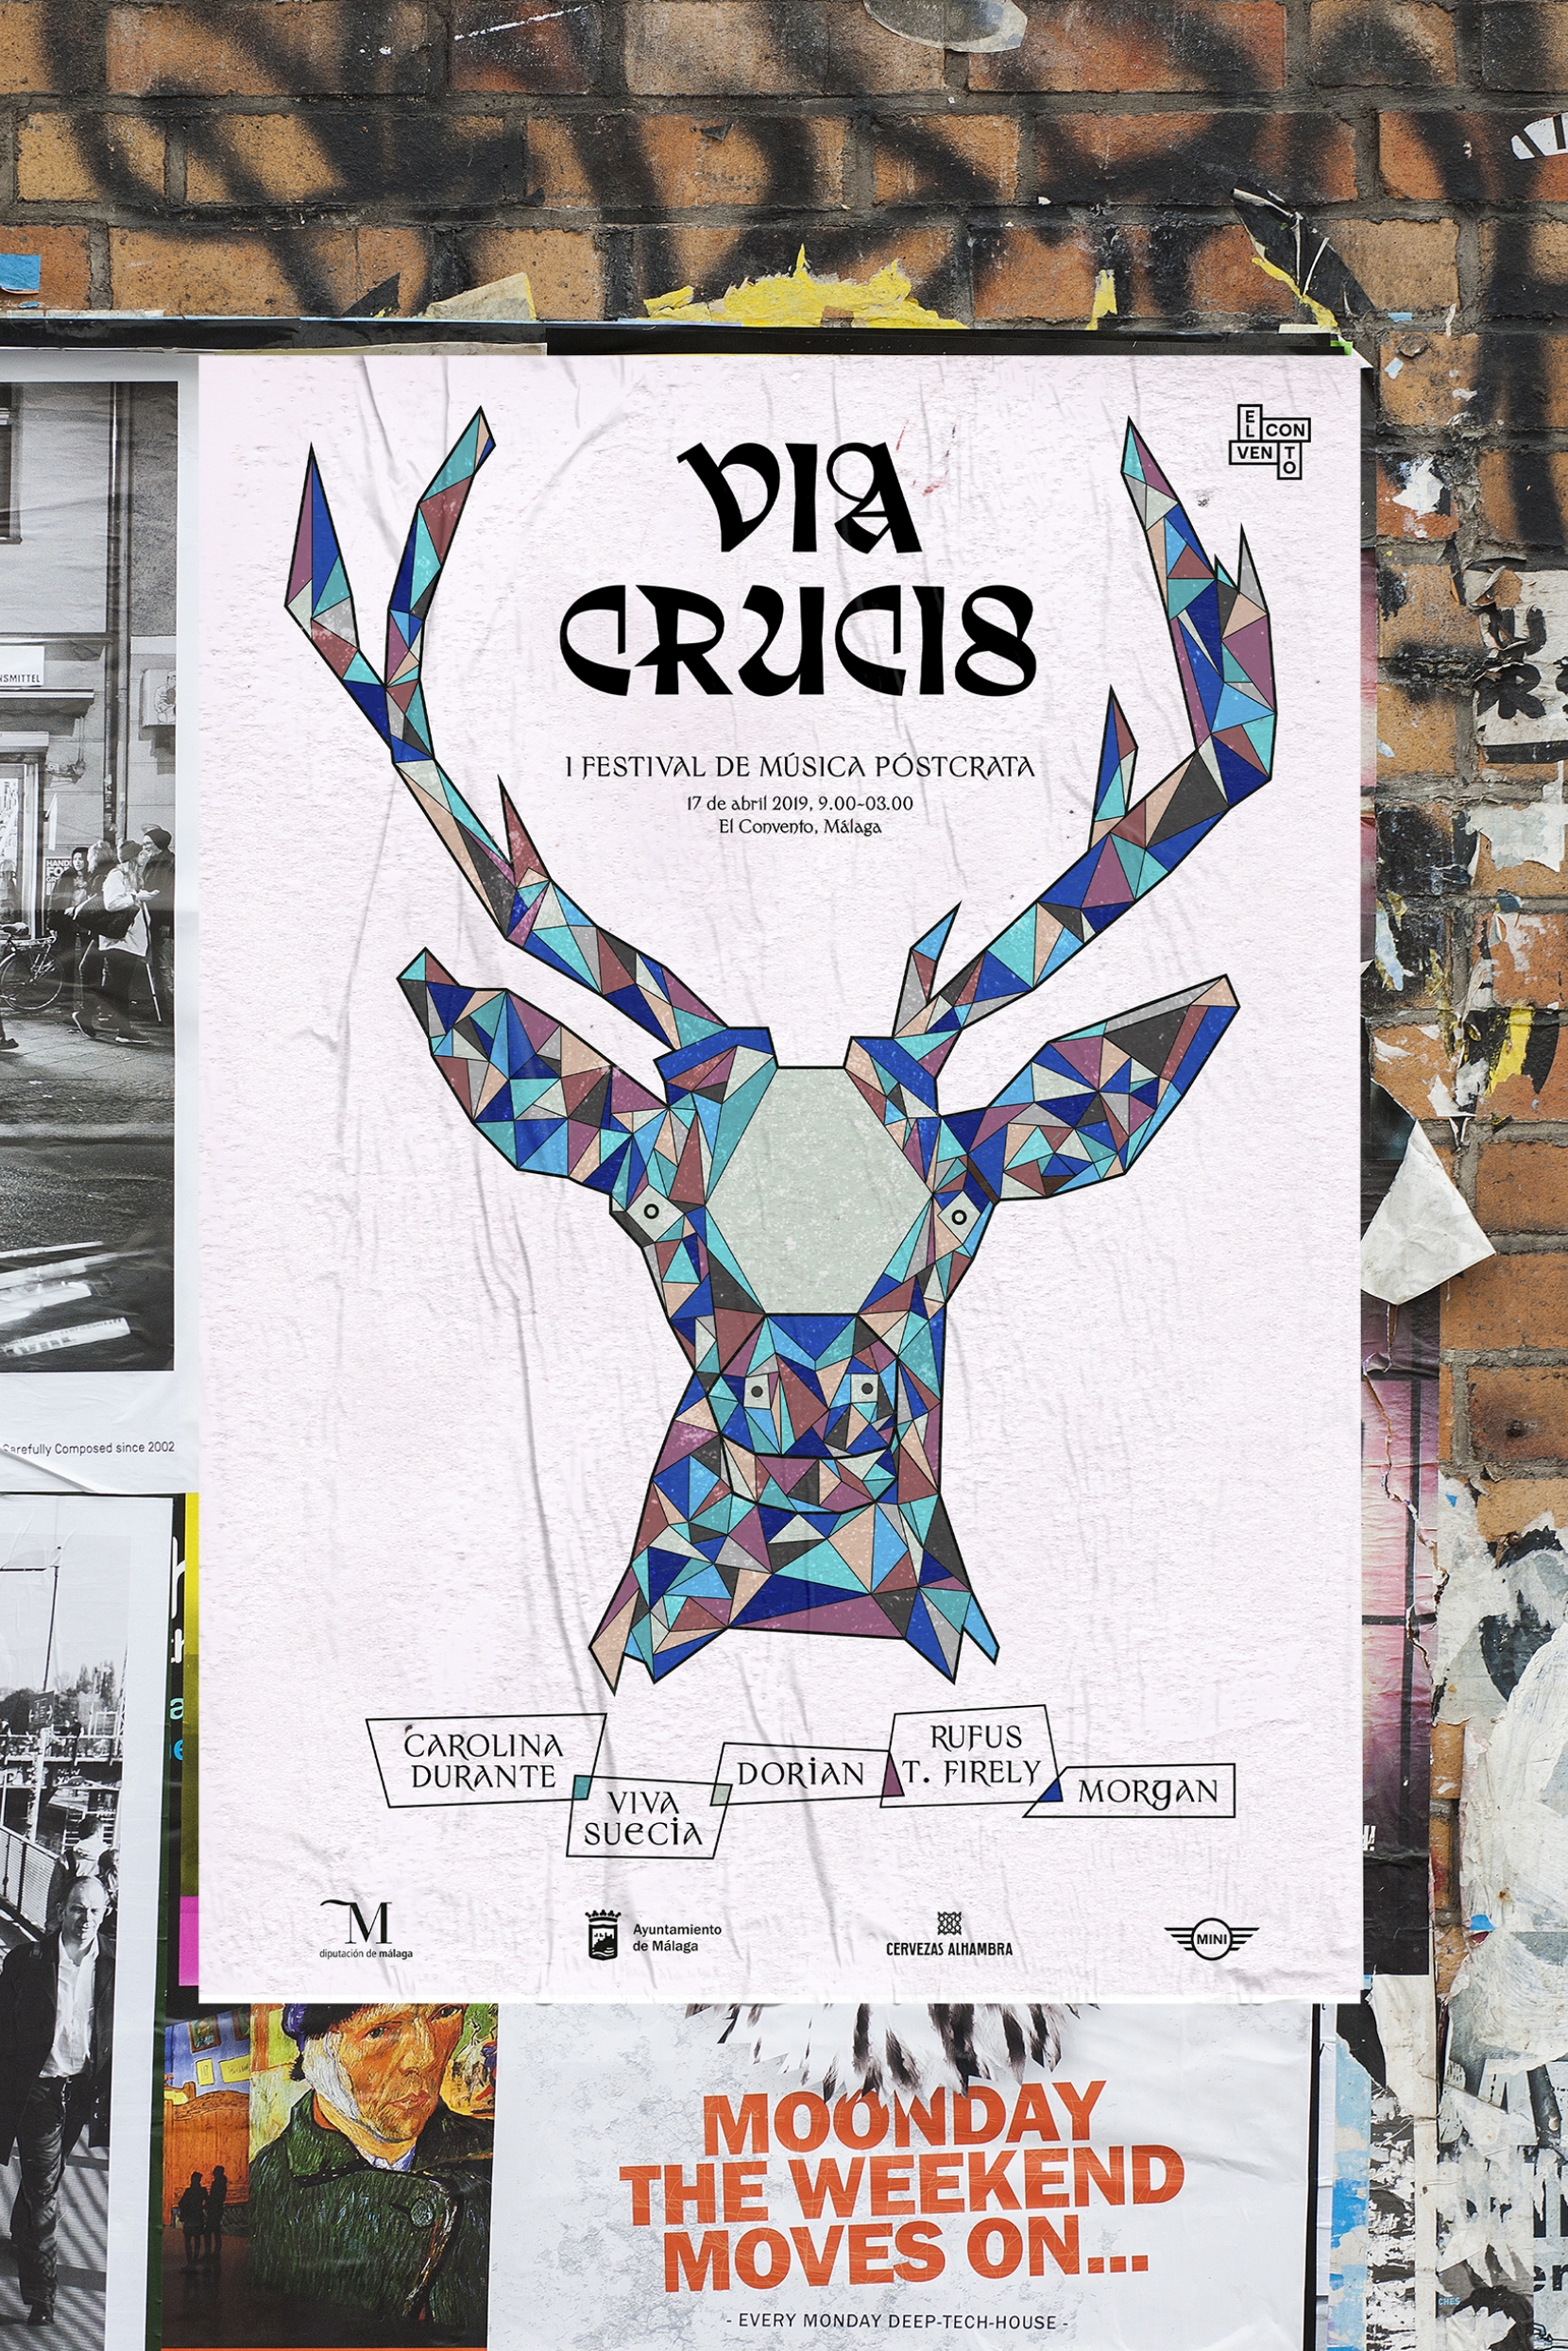 VIA
CRUCIS
EL
CON
VEN
TO
I FESTIVAL DE MÚSICA PÓSTCRATA
17 de abril 2019, 9.00-03.00
El Convento, Málaga
Carefully Composed since 2002
CAROLINA
DURANTE
VIVA
SUECIA
DORIAN
RUFUS
T. FIRELY
MORGAN
M
diputación de málaga
Ayuntamiento
de Málaga
CERVEZAS ALHAMBRA
MINI
MOONDAY
THE WEEKEND
MOVES ON...
- EVERY MONDAY DEEP-TECH-HOUSE -